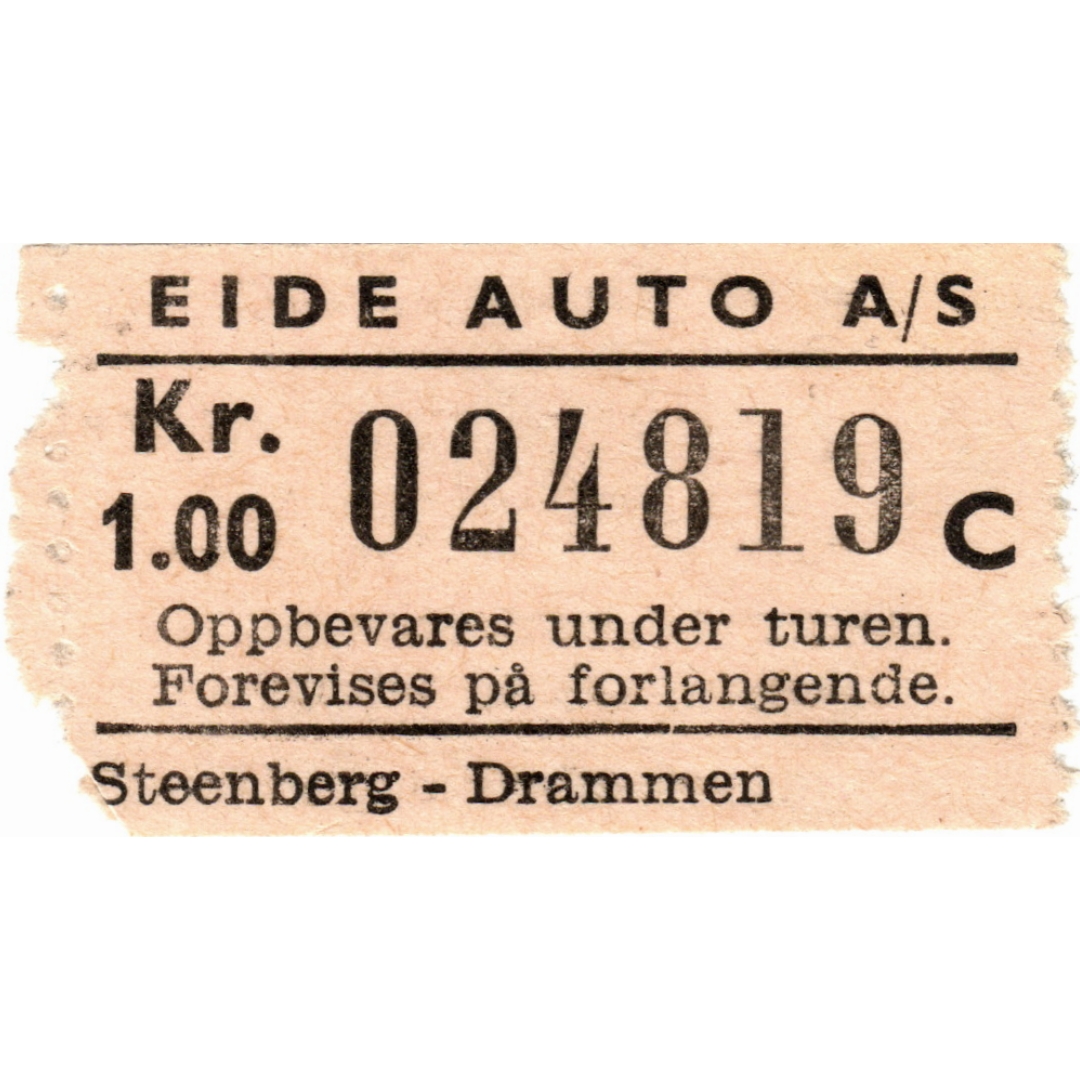 EIDE AUTO A/S
Kr.
1.00 024819 C
Oppbevares under turen.
Forevises på forlangende.
Steenberg - Drammen